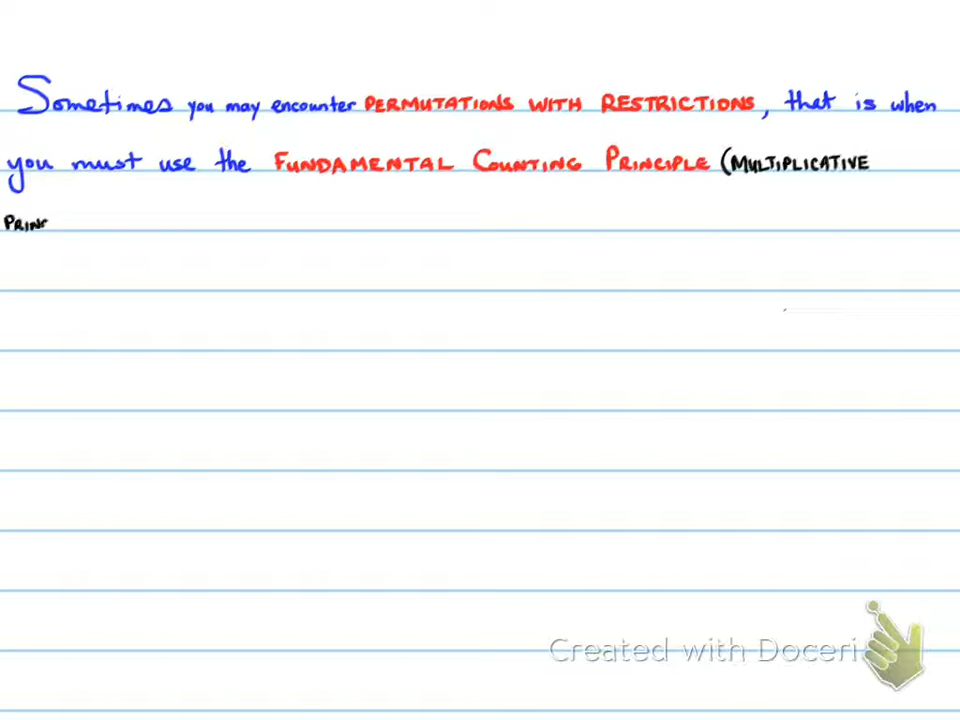 Sometimes you may encounter PERMUTATIONS WITH RESTRICTIONS, that is when
you must use the FUNDAMENTAL COUNTING PRINCIPLE (MULTIPLICATIVE
PRINC
Created with Doceri